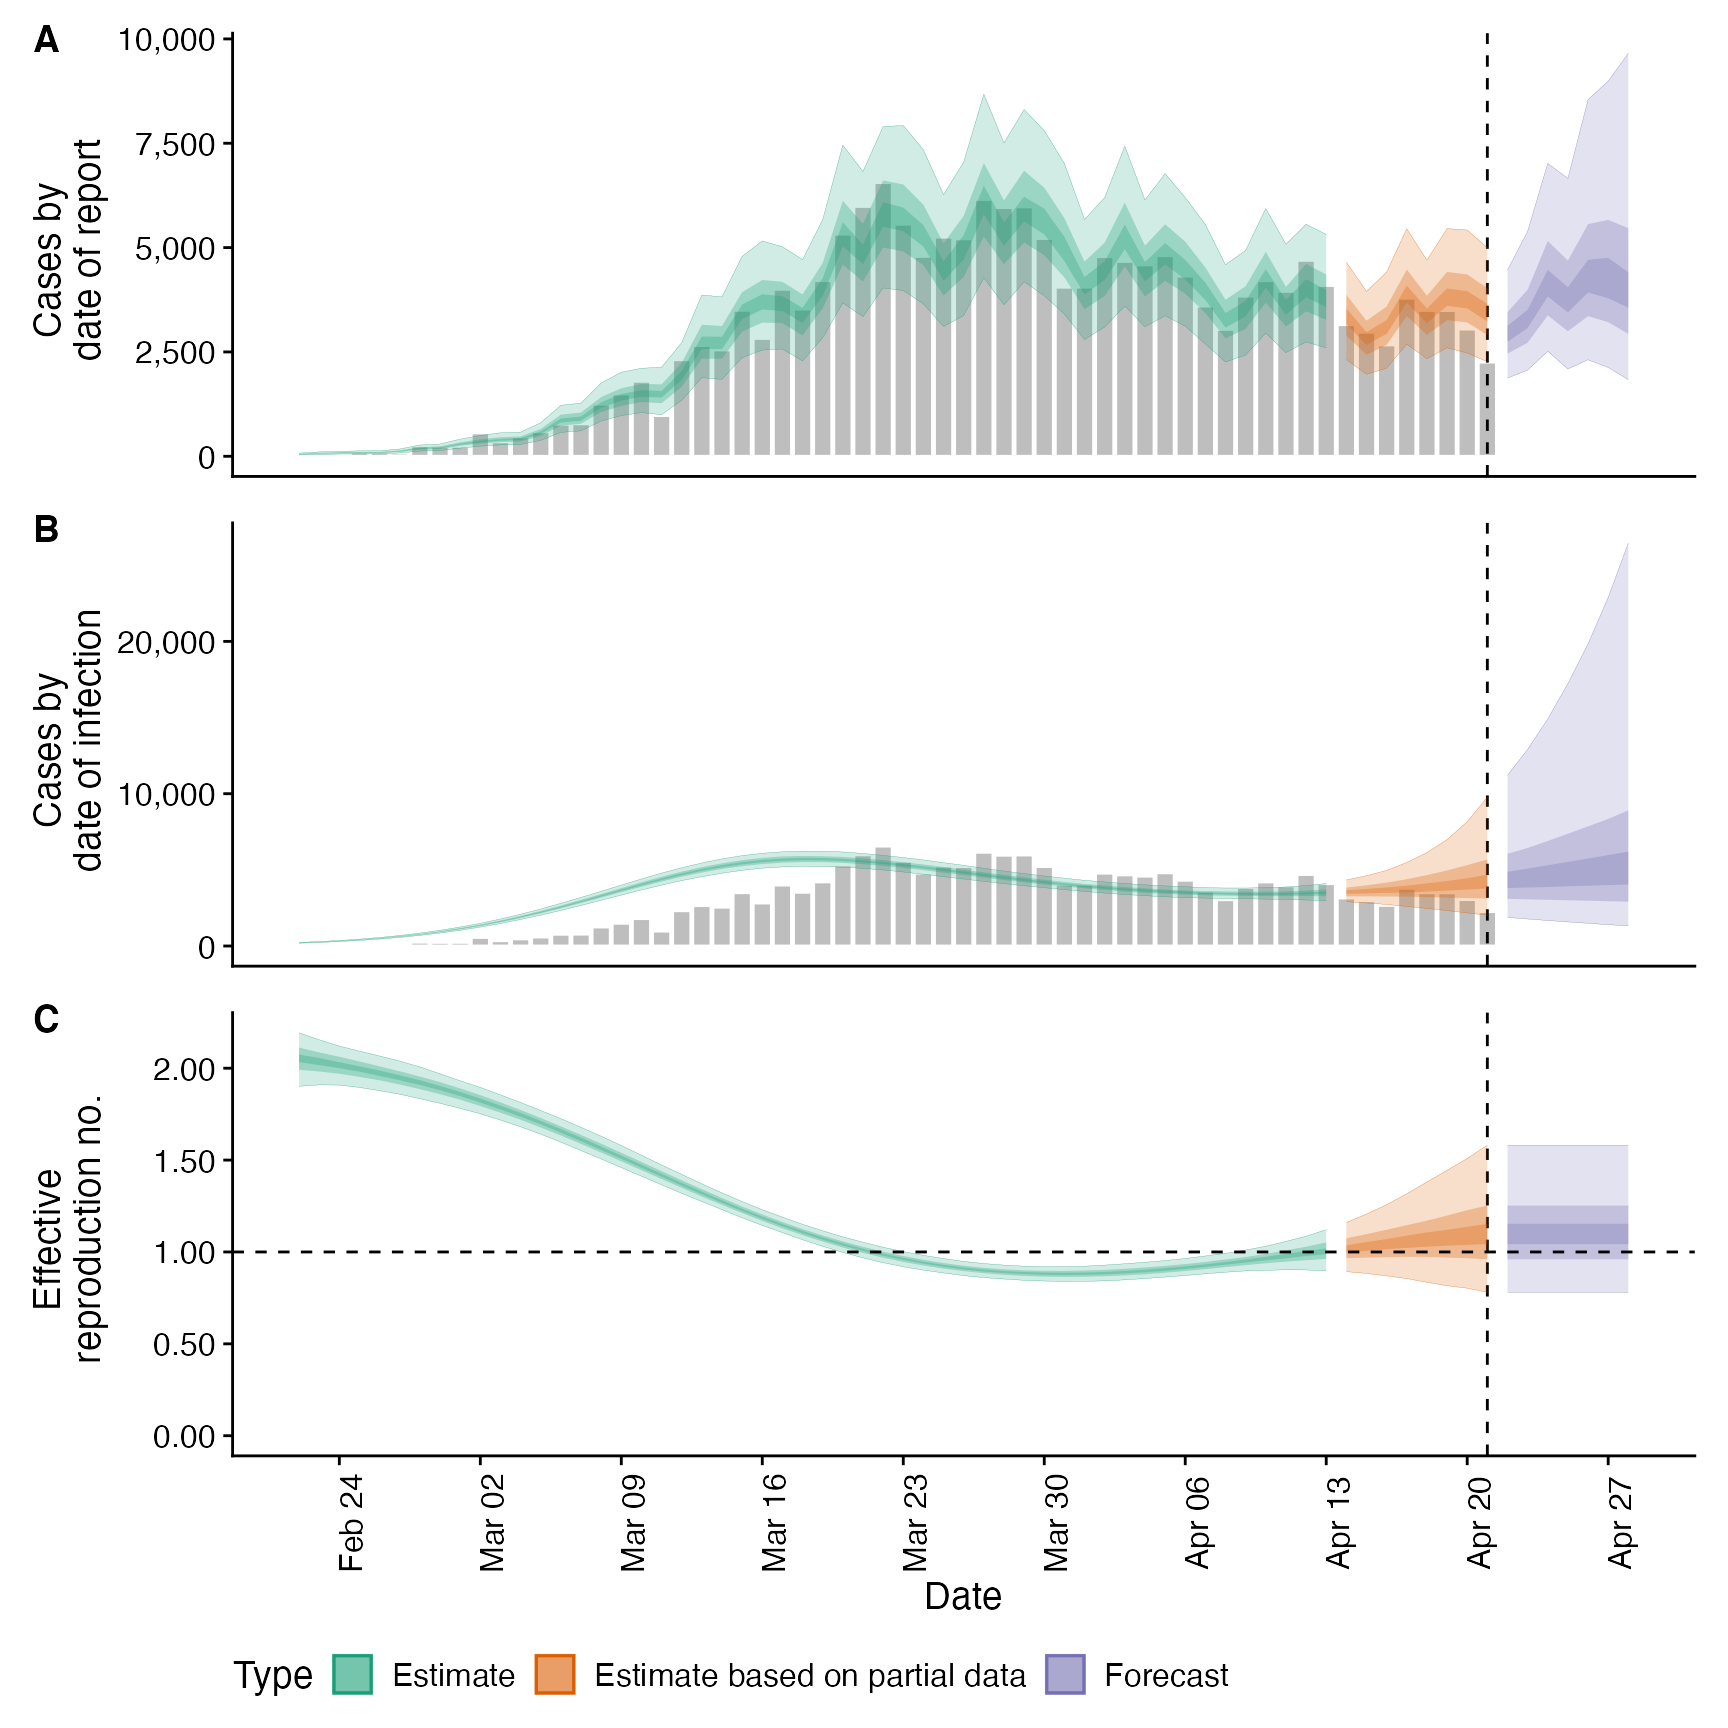 A
Cases by
date of report
10,000
7,500
5,000
2,500
0
B
Cases by
date of infection
20,000
10,000
0
C
Effective
reproduction no.
2.00
1.50
1.00
0.50
0.00
Feb 24
Mar 02
Mar 09
Mar 16
Mar 23
Mar 30
Apr 06
Apr 13
Apr 20
Apr 27
Date
Type Estimate Estimate based on partial data Forecast